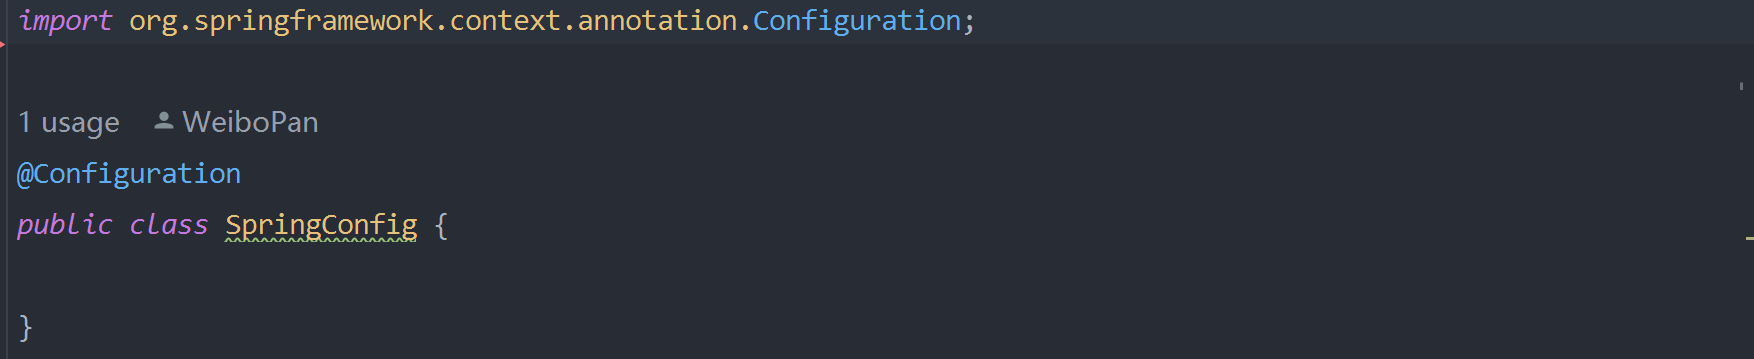 import org.springframework.context.annotation.Configuration;
1 usage WeiboPan
@Configuration
public class SpringConfig {
}